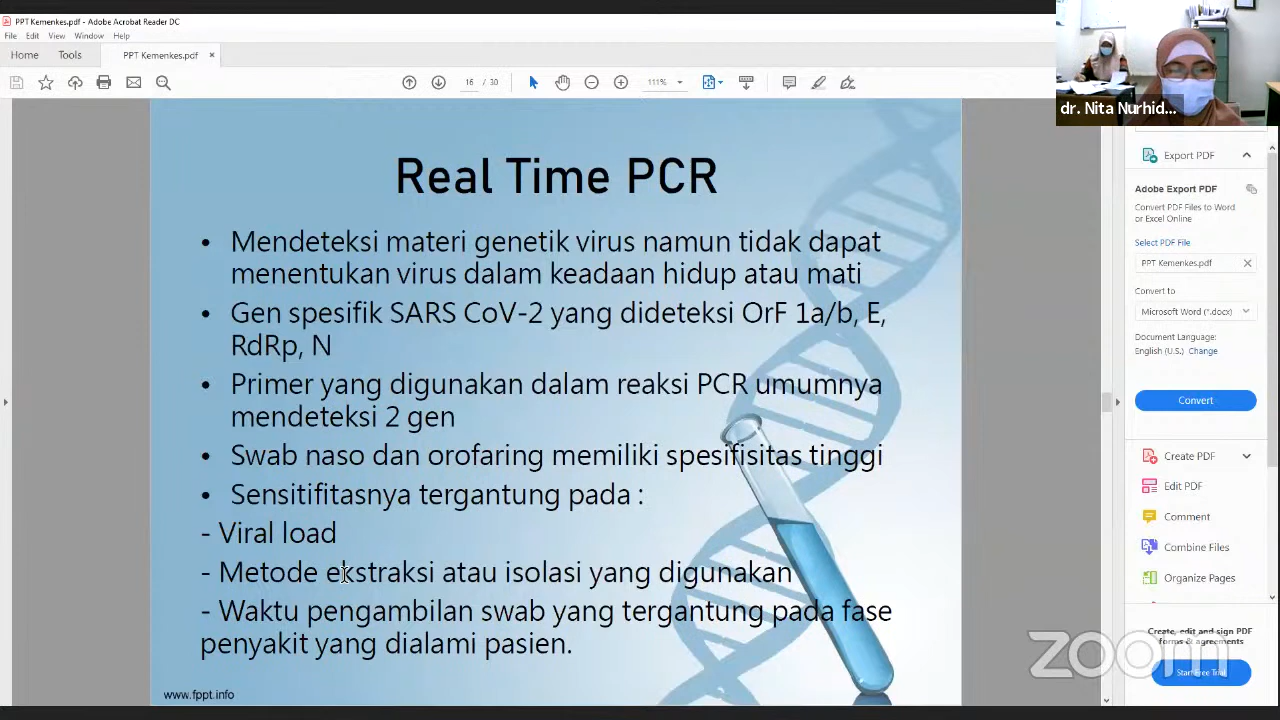 PPT Kemenkes.pdf - Adobe Acrobat Reader DC
File Edit View Window Help
Home Tools PPT Kemenkes.pdf ×
16 / 30 111%
dr. Nita Nurhid...
Real Time PCR
• Mendeteksi materi genetik virus namun tidak dapat
menentukan virus dalam keadaan hidup atau mati
• Gen spesifik SARS CoV-2 yang dideteksi OrF 1a/b, E,
RdRp, N
• Primer yang digunakan dalam reaksi PCR umumnya
mendeteksi 2 gen
• Swab naso dan orofaring memiliki spesifisitas tinggi
• Sensitifitasnya tergantung pada :
- Viral load
- Metode ekstraksi atau isolasi yang digunakan
- Waktu pengambilan swab yang tergantung pada fase
penyakit yang dialami pasien.
www.fppt.info
Export PDF
Adobe Export PDF
Convert PDF Files to Word
or Excel Online
Select PDF File
PPT Kemenkes.pdf
Convert to
Microsoft Word (*.docx)
Document Language:
English (U.S.) Change
Convert
Create PDF
Edit PDF
Comment
Combine Files
Organize Pages
Create, edit and sign PDF
forms & agreements
Start Free Trial
zoom